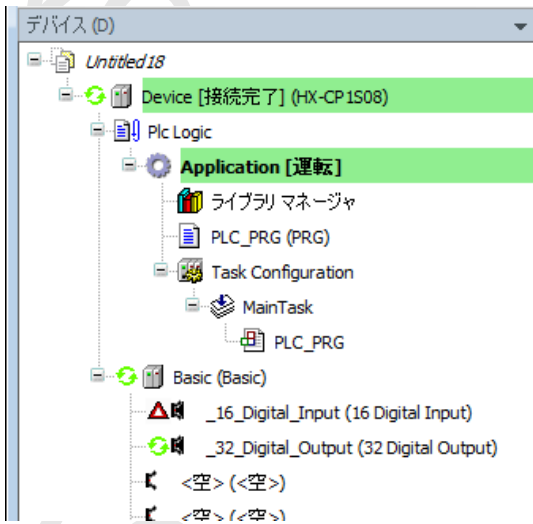 デバイス (D)
Untitled18
Device [接続完了] (HX-CP1S08)
Plc Logic
Application [運転]
ライブラリ マネージャ
PLC_PRG (PRG)
Task Configuration
MainTask
PLC_PRG
Basic (Basic)
_16_Digital_Input (16 Digital Input)
_32_Digital_Output (32 Digital Output)
<空> (<空>)
<空> (<空>)